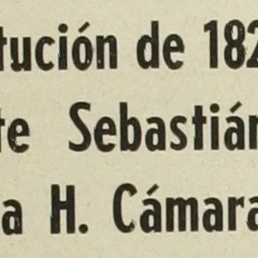 tución de 182
te Sebastián
a H. Cámara